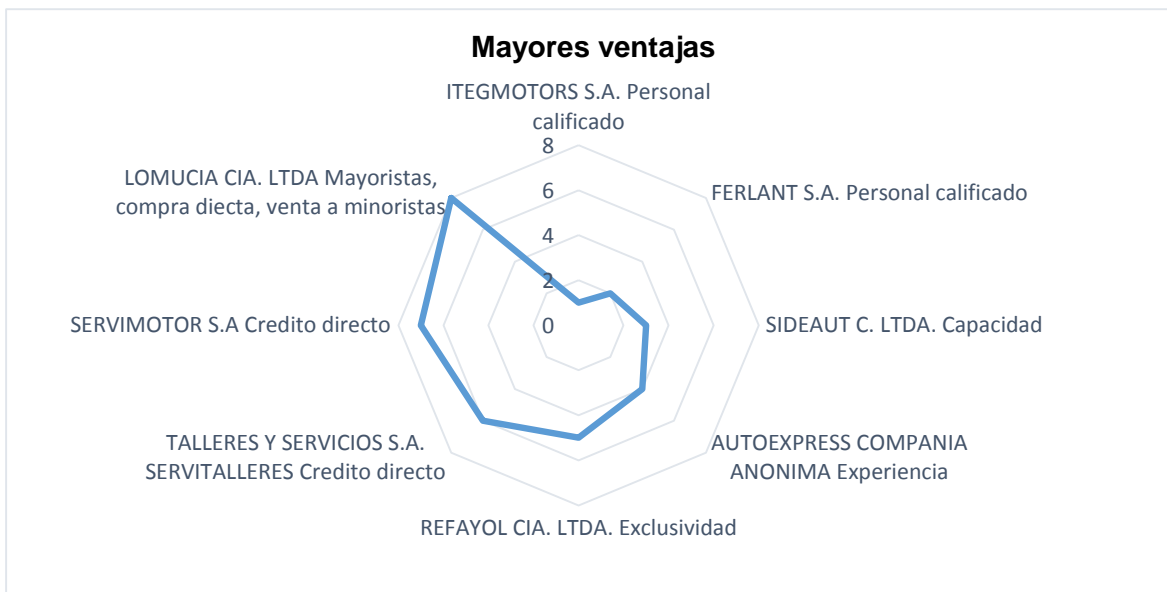 Mayores ventajas
ITEGMOTORS S.A. Personal
calificado
8
6
4
2
0
FERLANT S.A. Personal calificado
SIDEAUT C. LTDA. Capacidad
AUTOEXPRESS COMPANIA
ANONIMA Experiencia
REFAYOL CIA. LTDA. Exclusividad
TALLERES Y SERVICIOS S.A.
SERVITALLERES Credito directo
SERVIMOTOR S.A Credito directo
LOMUCIA CIA. LTDA Mayoristas,
compra diecta, venta a minoristas